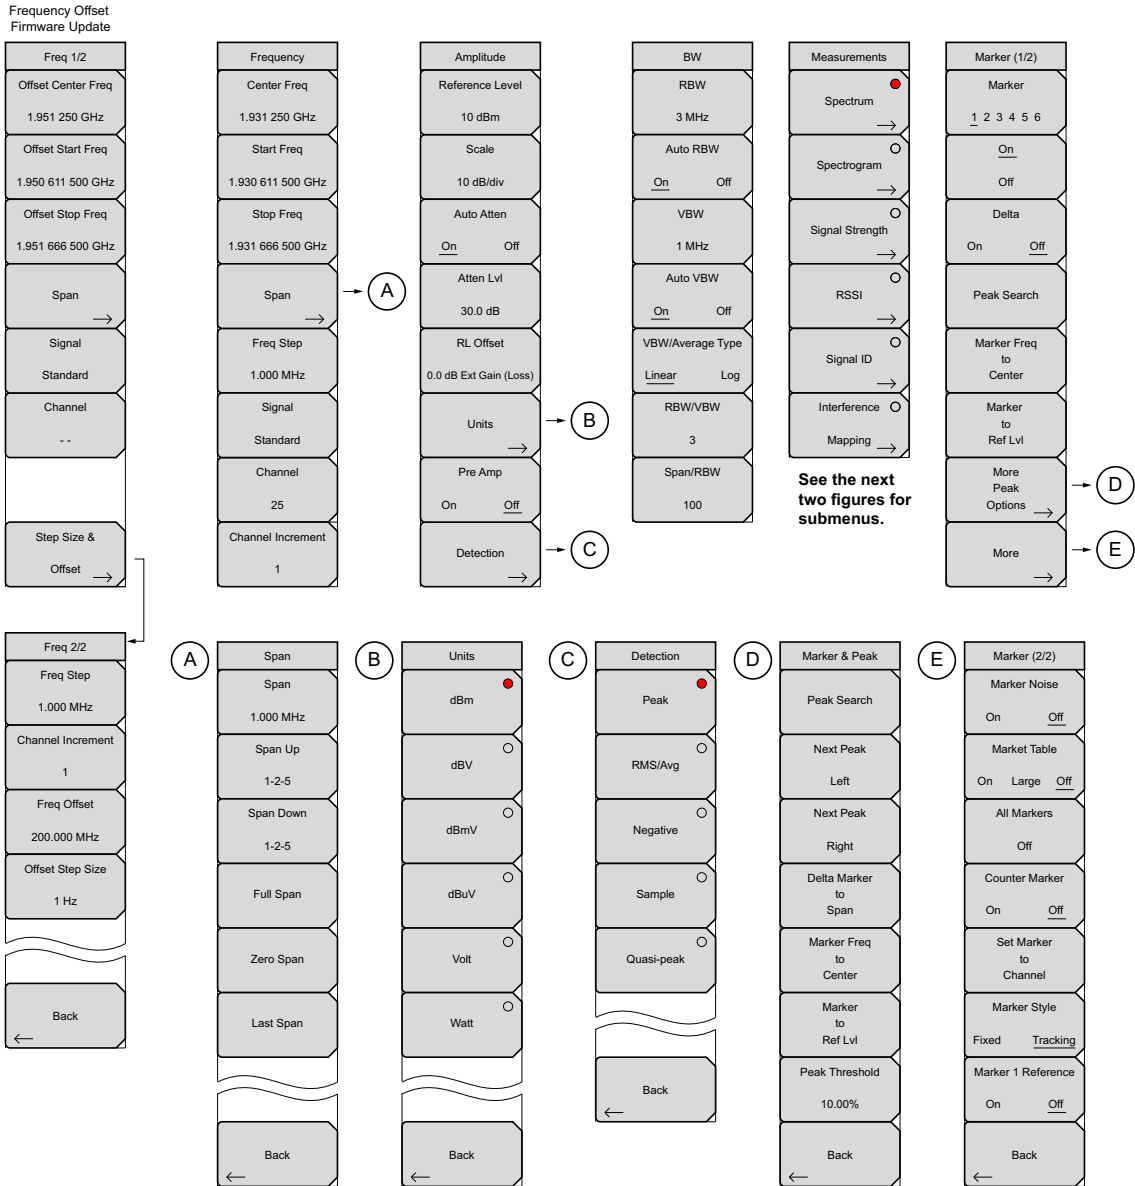 Frequency Offset
Firmware Update
Freq 1/2
Offset Center Freq
1.951 250 GHz
Offset Start Freq
1.950 611 500 GHz
Offset Stop Freq
1.951 666 500 GHz
Span
Signal
Standard
Channel
- -
Step Size &
Offset
Freq 2/2
Freq Step
1.000 MHz
Channel Increment
1
Freq Offset
200.000 MHz
Offset Step Size
1 Hz
Back
Frequency
Center Freq
1.931 250 GHz
Start Freq
1.930 611 500 GHz
Stop Freq
1.931 666 500 GHz
Span
A
Freq Step
1.000 MHz
Signal
Standard
Channel
25
Channel Increment
1
Amplitude
Reference Level
10 dBm
Scale
10 dB/div
Auto Atten
On Off
Atten Lvl
30.0 dB
RL Offset
0.0 dB Ext Gain (Loss)
Units
B
Pre Amp
On Off
Detection
C
BW
RBW
3 MHz
Auto RBW
On Off
VBW
1 MHz
Auto VBW
On Off
VBW/Average Type
Linear Log
RBW/VBW
3
Span/RBW
100
Measurements
Spectrum
Spectrogram
Signal Strength
RSSI
Signal ID
Interference
Mapping
See the next
two figures for
submenus.
Marker (1/2)
Marker
1 2 3 4 5 6
On
Off
Delta
On Off
Peak Search
Marker Freq
to
Center
Marker
to
Ref Lvl
More
Peak
Options
D
More
E
A
Span
Span
1.000 MHz
Span Up
1-2-5
Span Down
1-2-5
Full Span
Zero Span
Last Span
Back
B
Units
dBm
dBV
dBmV
dBuV
Volt
Watt
Back
C
Detection
Peak
RMS/Avg
Negative
Sample
Quasi-peak
Back
D
Marker & Peak
Peak Search
Next Peak
Left
Next Peak
Right
Delta Marker
to
Span
Marker Freq
to
Center
Marker
to
Ref Lvl
Peak Threshold
10.00%
Back
E
Marker (2/2)
Marker Noise
On Off
Market Table
On Large Off
All Markers
Off
Counter Marker
On Off
Set Marker
to
Channel
Marker Style
Fixed Tracking
Marker 1 Reference
On Off
Back